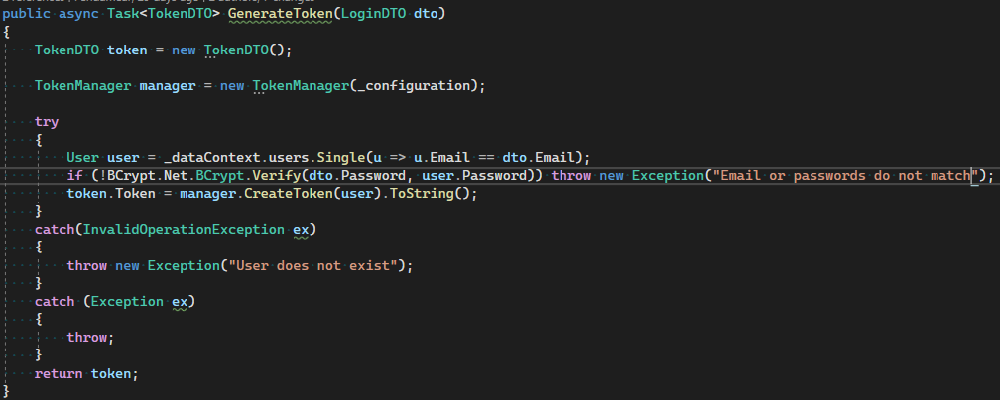 public async Task<TokenDTO> GenerateToken(LoginDTO dto)
{
    TokenDTO token = new TokenDTO();
    TokenManager manager = new TokenManager(_configuration);
    try
    {
        User user = _dataContext.users.Single(u => u.Email == dto.Email);
        if (!BCrypt.Net.BCrypt.Verify(dto.Password, user.Password)) throw new Exception("Email or passwords do not match");
        token.Token = manager.CreateToken(user).ToString();
    }
    catch(InvalidOperationException ex)
    {
        throw new Exception("User does not exist");
    }
    catch (Exception ex)
    {
        throw;
    }
    return token;
}